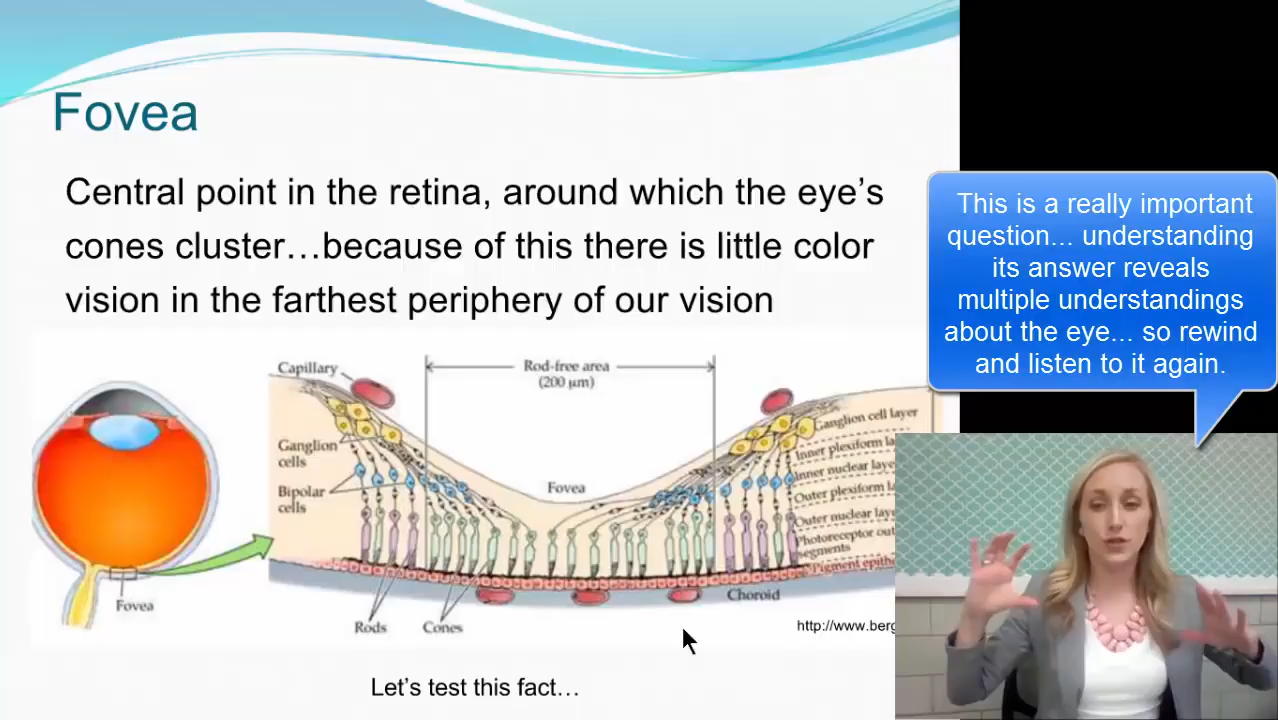 Fovea
Central point in the retina, around which the eye’s
cones cluster…because of this there is little color
vision in the farthest periphery of our vision
This is a really important
question... understanding
its answer reveals
multiple understandings
about the eye... so rewind
and listen to it again.
Capillary
Rod-free area
(200 μm)
Ganglion
cells
Bipolar
cells
Fovea
Ganglion cell layer
Inner plexiform la
Inner nuclear laye
Outer plexiform la
Outer nuclear laye
Photoreceptor out
segments
Pigment epith
Choroid
Fovea
Rods
Cones
http://www.berg
Let’s test this fact…